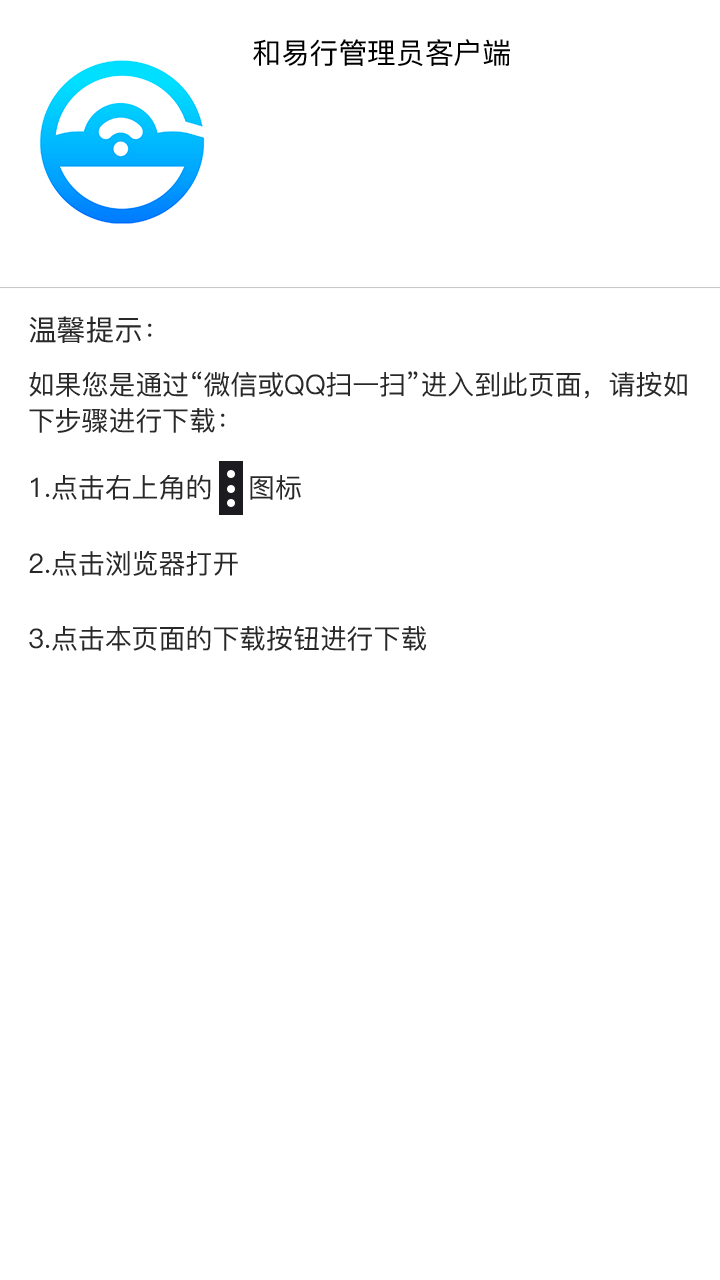 和易行管理员客户端
温馨提示：
如果您是通过“微信或QQ扫一扫”进入到此页面，请按如
下步骤进行下载：
1.点击右上角的 图标
2.点击浏览器打开
3.点击本页面的下载按钮进行下载